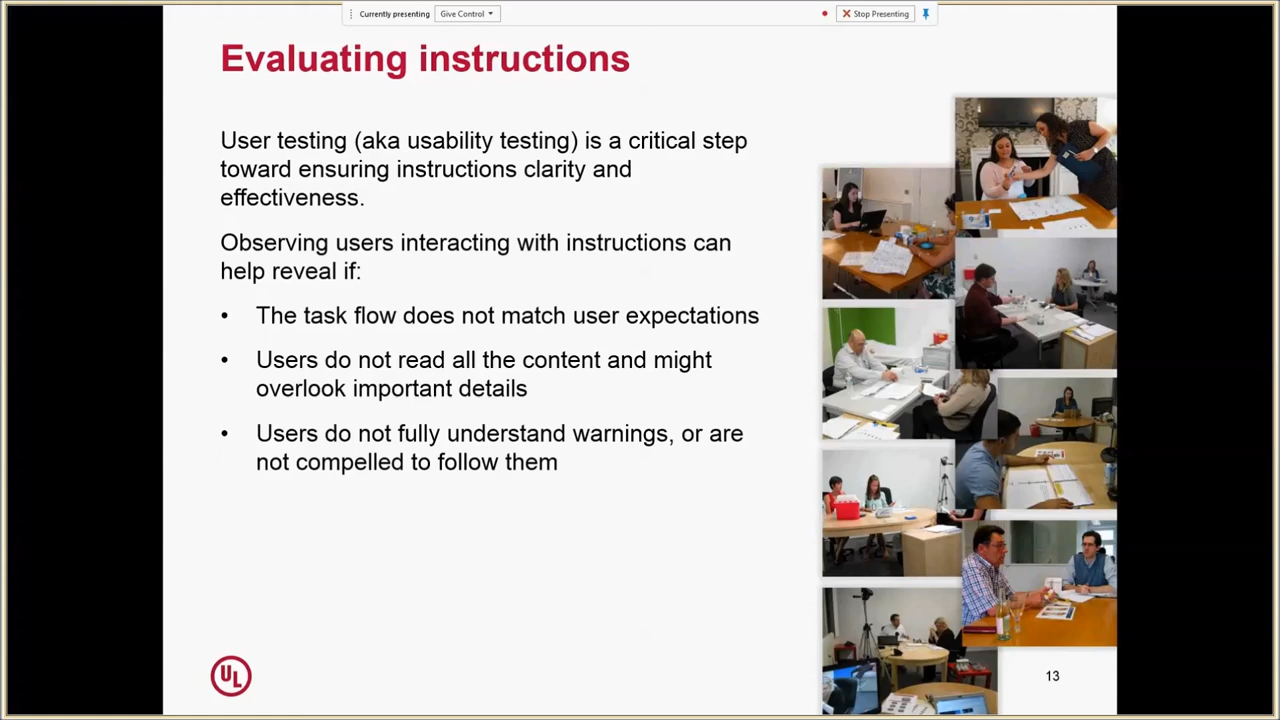 Currently presenting Give Control Stop Presenting
Evaluating instructions
User testing (aka usability testing) is a critical step
toward ensuring instructions clarity and
effectiveness.
Observing users interacting with instructions can
help reveal if:
• The task flow does not match user expectations
• Users do not read all the content and might
overlook important details
• Users do not fully understand warnings, or are
not compelled to follow them
UL
13